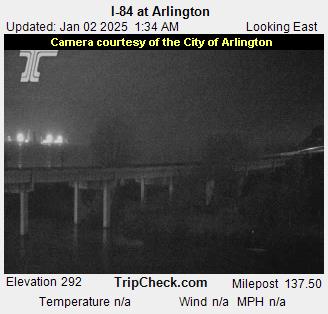 I-84 at Arlington
Updated: Jan 02 2025 1:34 AM Looking East
Camera courtesy of the City of Arlington
Elevation 292 TripCheck.com Milepost 137.50
Temperature n/a Wind n/a MPH n/a